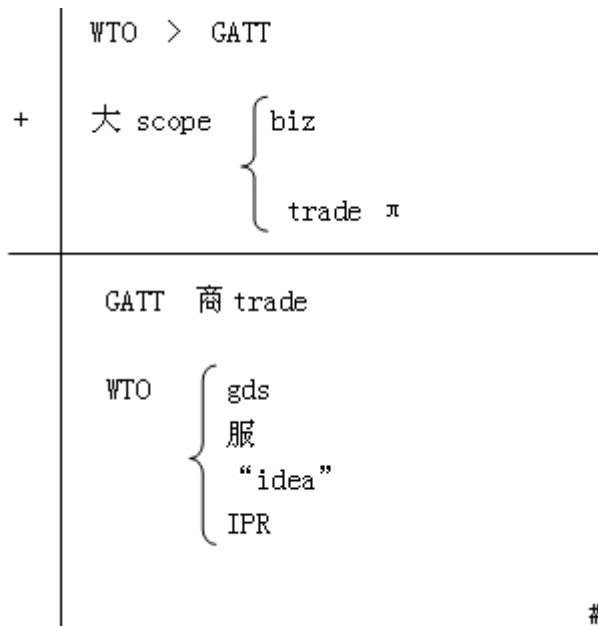 WTO > GATT
+ 大 scope { biz
trade π
GATT 商 trade
WTO { gds
服
“idea”
IPR
#